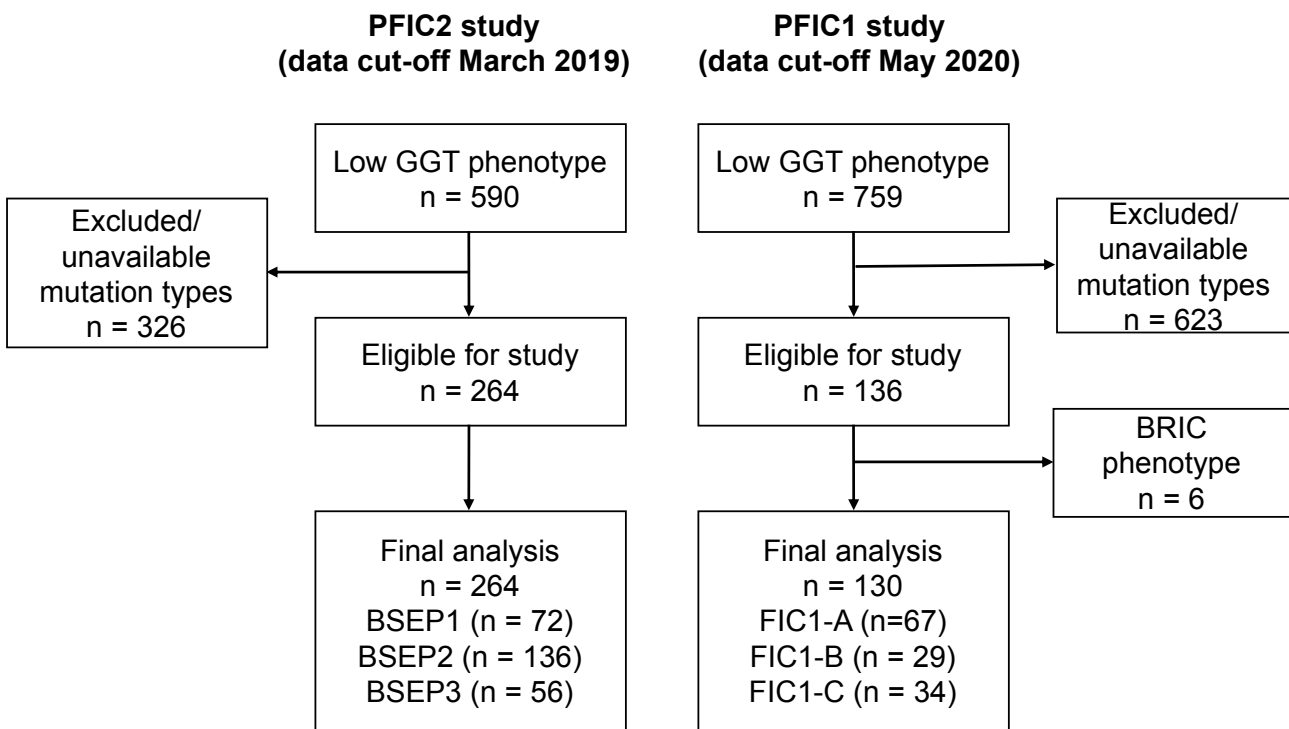 PFIC2 study
(data cut-off March 2019)
Low GGT phenotype
n = 590
Excluded/
unavailable
mutation types
n = 326
Eligible for study
n = 264
Final analysis
n = 264
BSEP1 (n = 72)
BSEP2 (n = 136)
BSEP3 (n = 56)
PFIC1 study
(data cut-off May 2020)
Low GGT phenotype
n = 759
Excluded/
unavailable
mutation types
n = 623
Eligible for study
n = 136
BRIC
phenotype
n = 6
Final analysis
n = 130
FIC1-A (n=67)
FIC1-B (n = 29)
FIC1-C (n = 34)